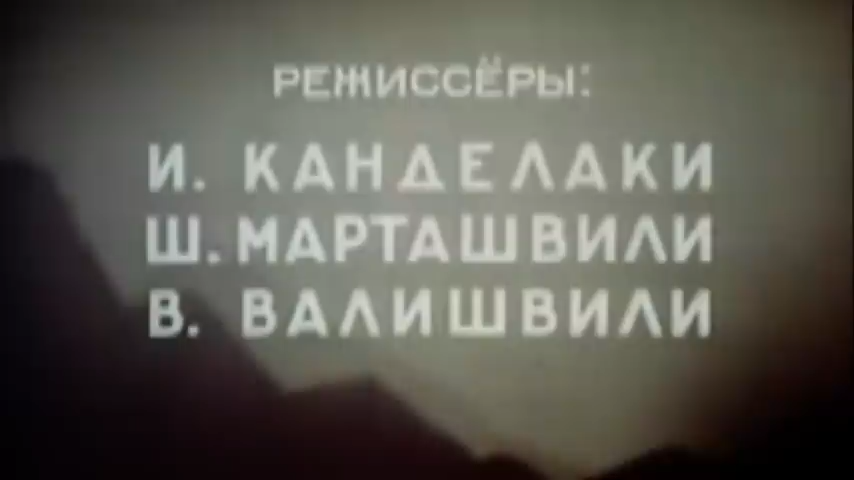 РЕЖИССЁРЫ:
И. КАНДЕЛАКИ
Ш. МАРТАШВИЛИ
В. ВАЛИШВИЛИ